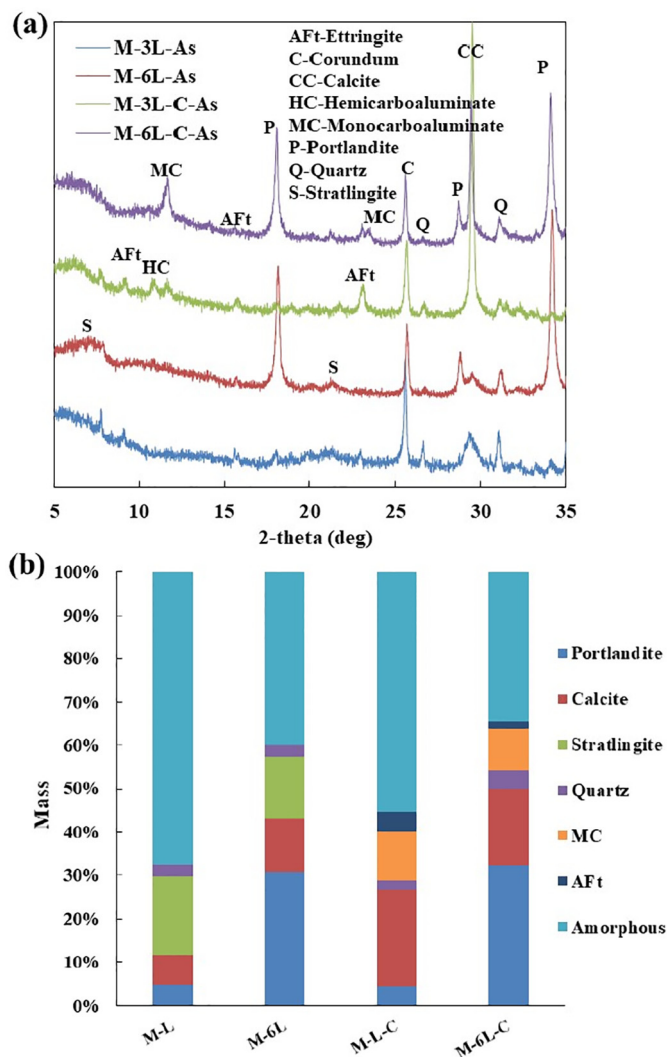 (a)
M-3L-As
M-6L-As
M-3L-C-As
M-6L-C-As
AFt-Ettringite
C-Corundum
CC-Calcite
HC-Hemicarboaluminate
MC-Monocarboaluminate
P-Portlandite
Q-Quartz
S-Stratlingite
CC
P
P
MC
C
P
AFt
MC
Q
Q
AFt
HC
AFt
S
S
5 10 15 20 25 30 35
2-theta (deg)
(b)
100%
90%
80%
70%
60%
50%
40%
30%
20%
10%
0%
Mass
Portlandite
Calcite
Stratlingite
Quartz
MC
AFt
Amorphous
M-L M-6L M-L-C M-6L-C